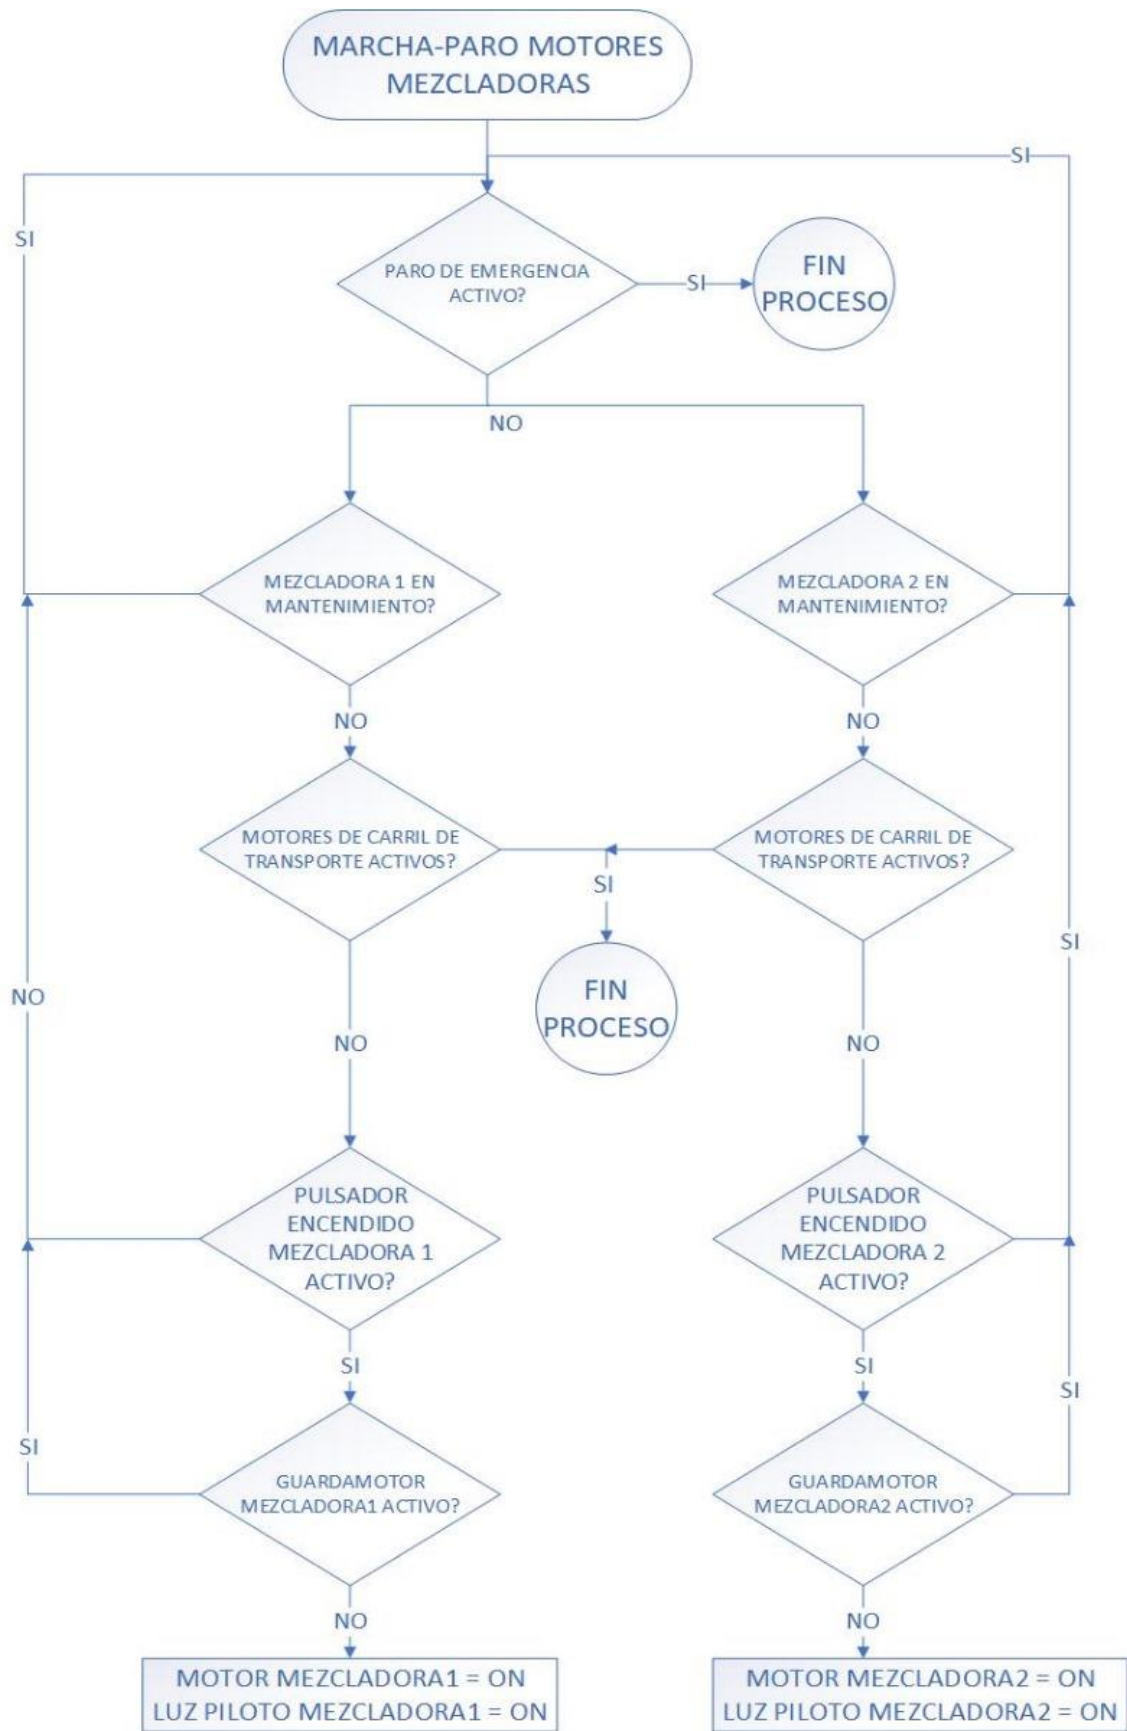 MARCHA-PARO MOTORES
MEZCLADORAS
SI
SI
PARO DE EMERGENCIA
ACTIVO?
SI
FIN
PROCESO
NO
MEZCLADORA 1 EN
MANTENIMIENTO?
MEZCLADORA 2 EN
MANTENIMIENTO?
NO
NO
MOTORES DE CARRIL DE
TRANSPORTE ACTIVOS?
MOTORES DE CARRIL DE
TRANSPORTE ACTIVOS?
SI
SI
NO
FIN
PROCESO
NO
NO
PULSADOR
ENCENDIDO
MEZCLADORA 1
ACTIVO?
PULSADOR
ENCENDIDO
MEZCLADORA 2
ACTIVO?
SI
SI
SI
SI
GUARDAMOTOR
MEZCLADORA1 ACTIVO?
GUARDAMOTOR
MEZCLADORA2 ACTIVO?
NO
NO
MOTOR MEZCLADORA1 = ON
LUZ PILOTO MEZCLADORA1 = ON
MOTOR MEZCLADORA2 = ON
LUZ PILOTO MEZCLADORA2 = ON